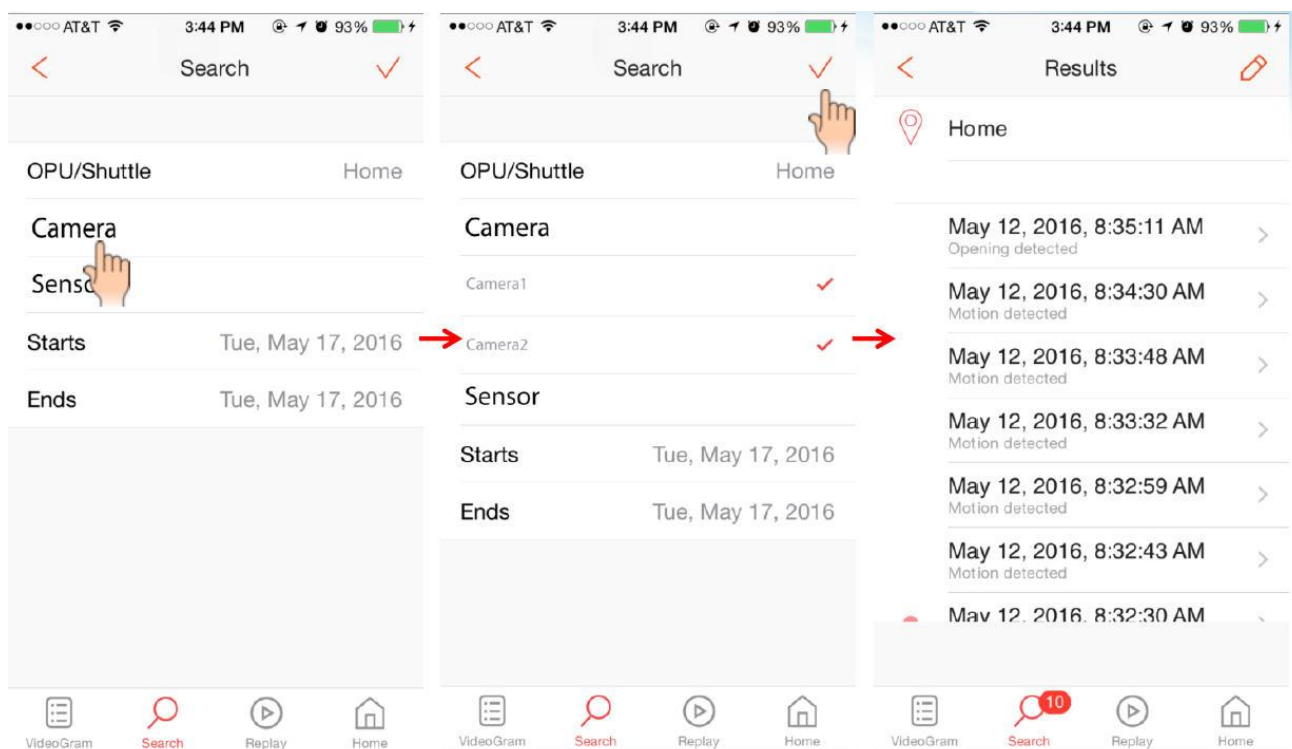 AT&T 3:44 PM 93%
Search
OPU/Shuttle Home
Camera
Senso
Starts Tue, May 17, 2016
Ends Tue, May 17, 2016
VideoGram Search Replay Home
AT&T 3:44 PM 93%
Search
OPU/Shuttle Home
Camera
Camera1
Camera2
Sensor
Starts Tue, May 17, 2016
Ends Tue, May 17, 2016
VideoGram Search Replay Home
AT&T 3:44 PM 93%
Results
Home
May 12, 2016, 8:35:11 AM
Opening detected
May 12, 2016, 8:34:30 AM
Motion detected
May 12, 2016, 8:33:48 AM
Motion detected
May 12, 2016, 8:33:32 AM
Motion detected
May 12, 2016, 8:32:59 AM
Motion detected
May 12, 2016, 8:32:43 AM
Motion detected
May 12, 2016, 8:32:30 AM
10
VideoGram Search Replay Home